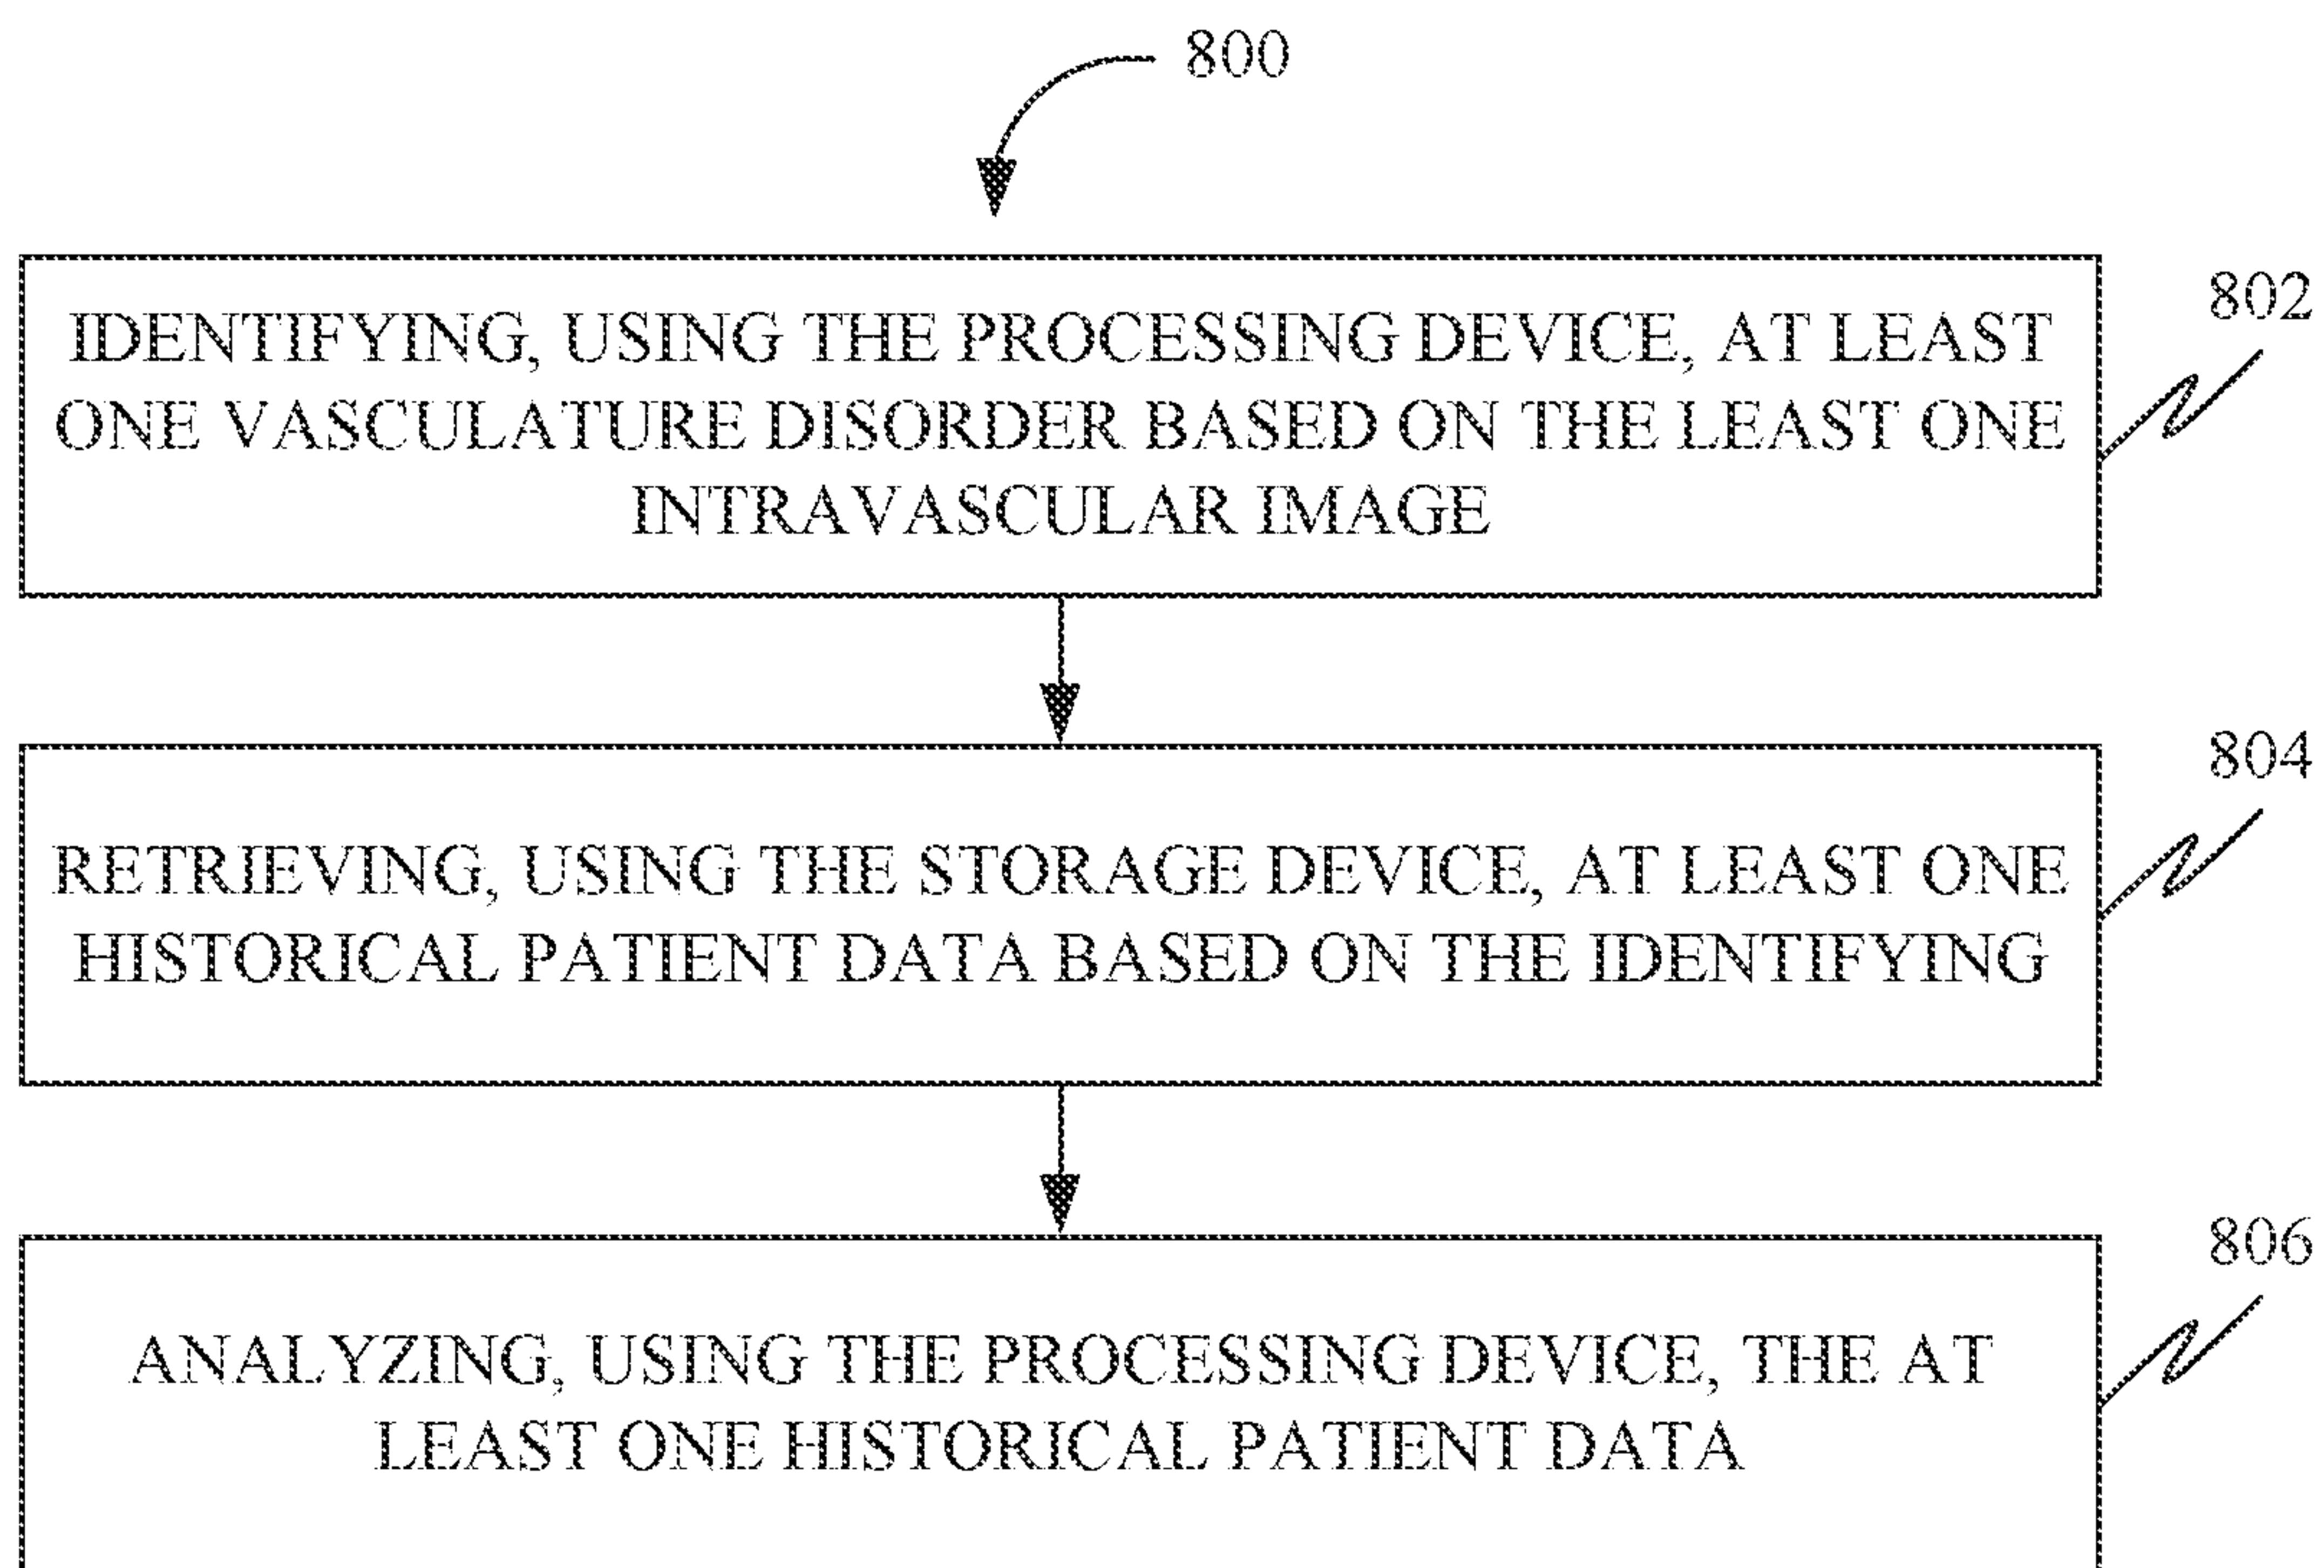 800
802
IDENTIFYING, USING THE PROCESSING DEVICE, AT LEAST
ONE VASCULATURE DISORDER BASED ON THE LEAST ONE
INTRAVASCULAR IMAGE
804
RETRIEVING, USING THE STORAGE DEVICE, AT LEAST ONE
HISTORICAL PATIENT DATA BASED ON THE IDENTIFYING
806
ANALYZING, USING THE PROCESSING DEVICE, THE AT
LEAST ONE HISTORICAL PATIENT DATA